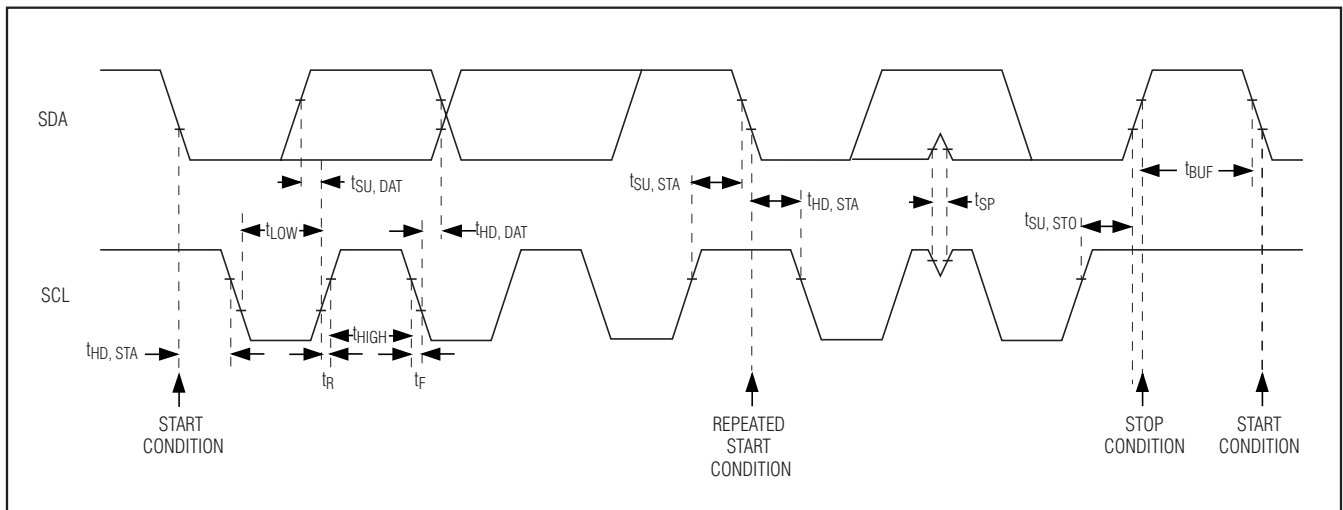 SDA
tSU, DAT
tSU, STA
tHD, STA
tSP
tBUF
tSU, STO
tLOW
tHD, DAT
SCL
tHIGH
tHD, STA
tR
tF
START
CONDITION
REPEATED
START
CONDITION
STOP
CONDITION
START
CONDITION